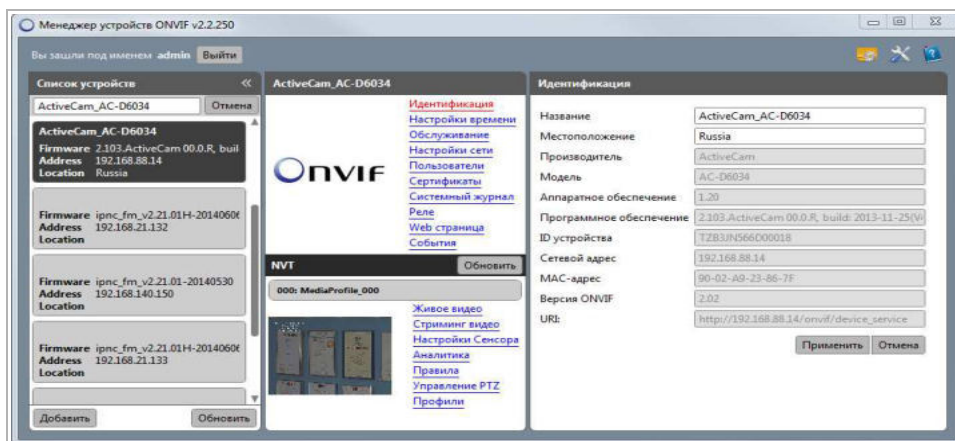 Менеджер устройств ONVIF v2.2.250
Вы зашли под именем admin Выйти
Список устройств «
ActiveCam_AC-D6034 Отмена
ActiveCam_AC-D6034
Firmware 2.103.ActiveCam 00.0.R, buil
Address 192.168.88.14
Location Russia
Firmware ipnc_fm_v2.21.01H-2014060
Address 192.168.21.132
Location
Firmware ipnc_fm_v2.21.01-20140530
Address 192.168.140.150
Location
Firmware ipnc_fm_v2.21.01H-2014060
Address 192.168.21.133
Location
Добавить Обновить
ActiveCam_AC-D6034
ONVIF
Идентификация
Настройки времени
Обслуживание
Настройки сети
Пользователи
Сертификаты
Системный журнал
Реле
Web страница
События
NVT Обновить
000: MediaProfile_000
Живое видео
Стриминг видео
Настройки Сенсора
Аналитика
Правила
Управление PTZ
Профили
Идентификация
Название ActiveCam_AC-D6034
Местоположение Russia
Производитель ActiveCam
Модель AC-D6034
Аппаратное обеспечение 1.20
Программное обеспечение 2.103.ActiveCam 00.0.R, build: 2013-11-25(V
ID устройства TZB3JN566D00018
Сетевой адрес 192.168.88.14
MAC-адрес 90-02-A9-23-86-7F
Версия ONVIF 2.02
URI: http://192.168.88.14/onvif/device_service
Применить Отмена